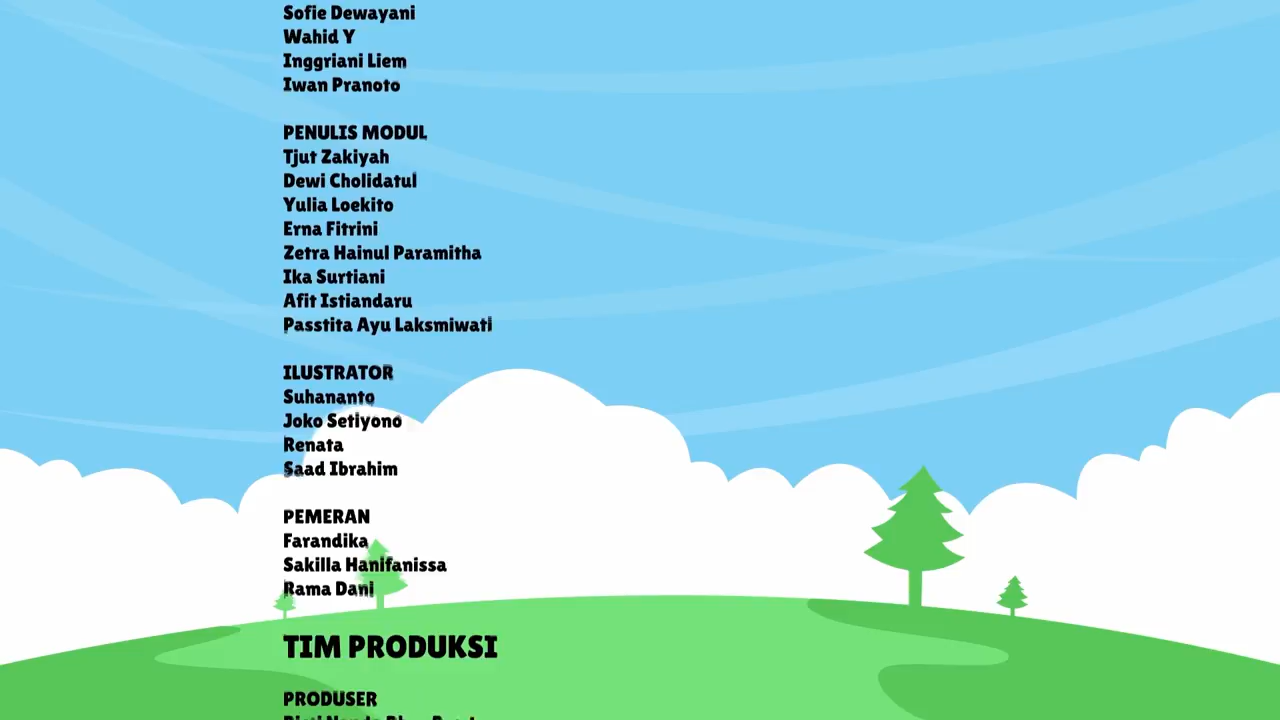 Sofie Dewayani
Wahid Y
Inggriani Liem
Iwan Pranoto
PENULIS MODUL
Tjut Zakiyah
Dewi Cholidatul
Yulia Loekito
Erna Fitrini
Zetra Hainul Paramitha
Ika Surtiani
Afit Istiandaru
Passtita Ayu Laksmiwati
ILUSTRATOR
Suhananto
Joko Setiyono
Renata
Saad Ibrahim
PEMERAN
Farandika
Sakilla Hanifanissa
Rama Dani
TIM PRODUKSI
PRODUSER